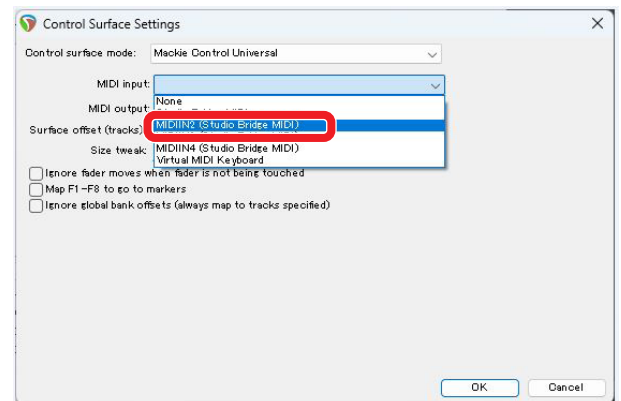 Control Surface Settings
Control surface mode: Mackie Control Universal
MIDI input:
None
MIDI output:
MIDIIN2 (Studio Bridge MIDI)
Surface offset (tracks)
MIDIIN4 (Studio Bridge MIDI)
Size tweak:
Virtual MIDI Keyboard
Ignore fader moves when fader is not being touched
Map F1-F8 to go to markers
Ignore global bank offsets (always map to tracks specified)
OK Cancel